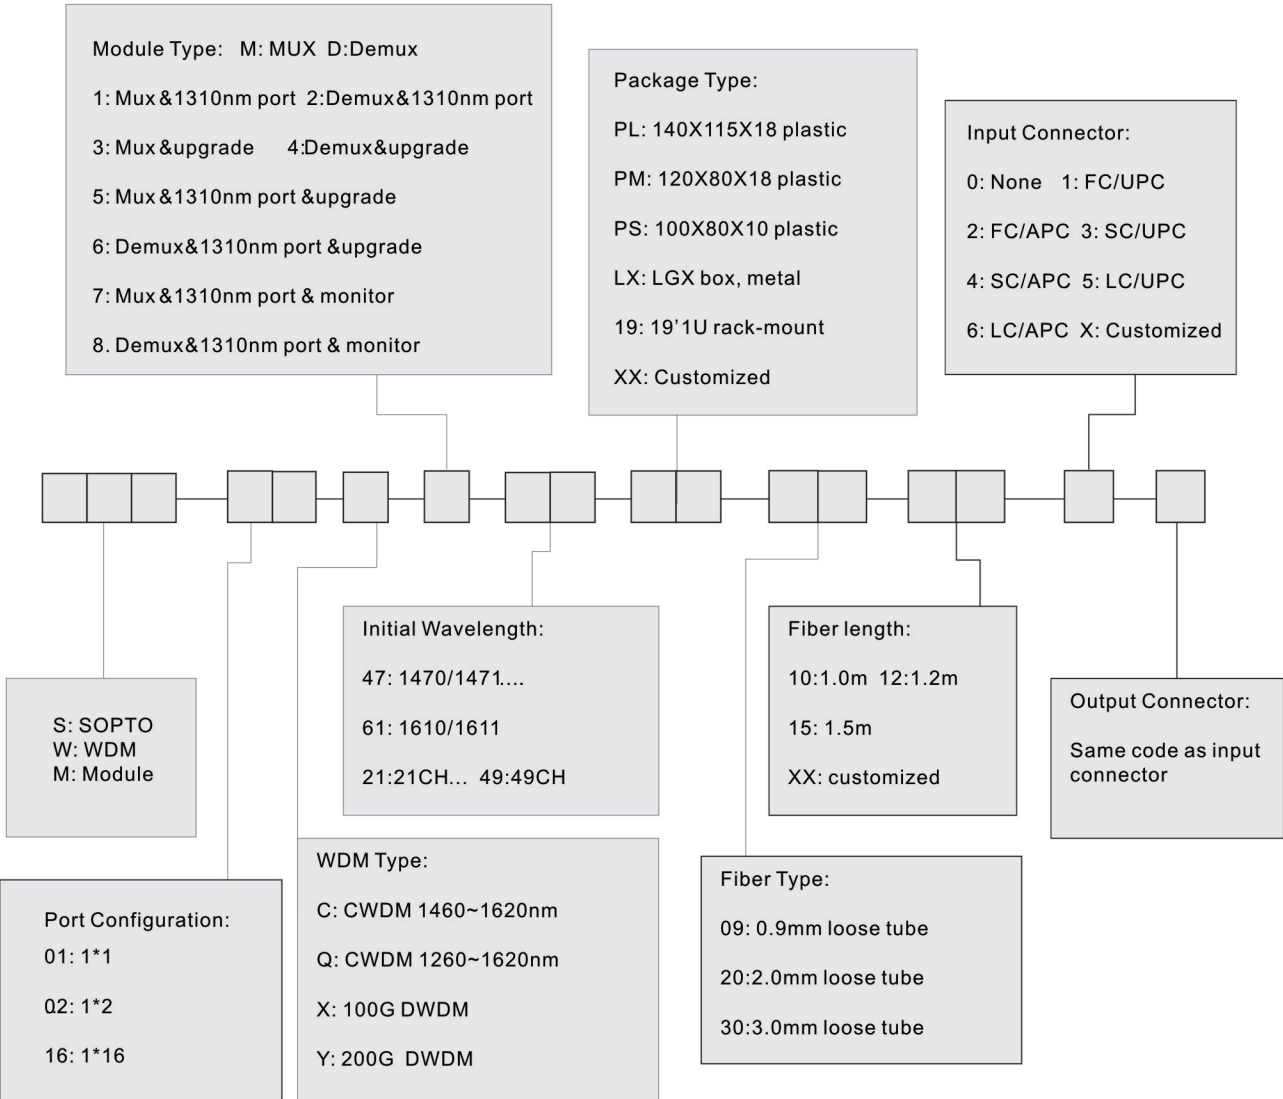 Module Type: M: MUX D:Demux
1: Mux&1310nm port 2:Demux&1310nm port
3: Mux&upgrade 4:Demux&upgrade
5: Mux&1310nm port &upgrade
6: Demux&1310nm port &upgrade
7: Mux&1310nm port & monitor
8. Demux&1310nm port & monitor
Package Type:
PL: 140X115X18 plastic
PM: 120X80X18 plastic
PS: 100X80X10 plastic
LX: LGX box, metal
19: 19'1U rack-mount
XX: Customized
Input Connector:
0: None 1: FC/UPC
2: FC/APC 3: SC/UPC
4: SC/APC 5: LC/UPC
6: LC/APC X: Customized
S: SOPTO
W: WDM
M: Module
Port Configuration:
01: 1*1
02: 1*2
16: 1*16
WDM Type:
C: CWDM 1460~1620nm
Q: CWDM 1260~1620nm
X: 100G DWDM
Y: 200G DWDM
Initial Wavelength:
47: 1470/1471....
61: 1610/1611
21:21CH... 49:49CH
Fiber Type:
09: 0.9mm loose tube
20:2.0mm loose tube
30:3.0mm loose tube
Fiber length:
10:1.0m 12:1.2m
15: 1.5m
XX: customized
Output Connector:
Same code as input
connector